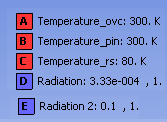 A Temperature_ovc: 300. K
B Temperature_pin: 300. K
C Temperature_rs: 80. K
D Radiation: 3.33e-004 , 1.
E Radiation 2: 0.1 , 1.